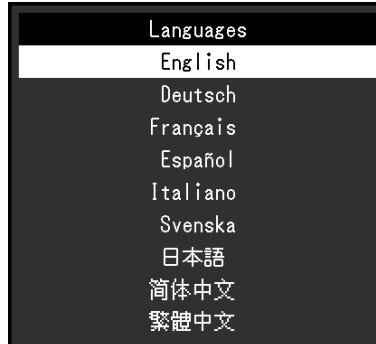 Languages
English
Deutsch
Français
Español
Italiano
Svenska
日本語
简体中文
繁體中文